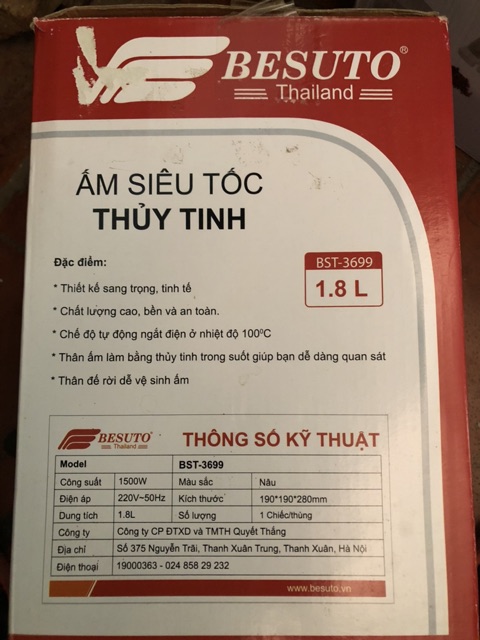 BESUTO®
Thailand
ẤM SIÊU TỐC
THỦY TINH
Đặc điểm:
BST-3699
1.8 L
* Thiết kế sang trọng, tinh tế
* Chất lượng cao, bền và an toàn.
* Chế độ tự động ngắt điện ở nhiệt độ 100⁰C
* Thân ấm làm bằng thủy tinh trong suốt giúp bạn dễ dàng quan sát
* Thân đế rời dễ vệ sinh ấm
BESUTO® Thailand THÔNG SỐ KỸ THUẬT
Model BST-3699
Công suất 1500W Màu sắc Nâu
Điện áp 220V~50Hz Kích thước 190*190*280mm
Dung tích 1.8L Số lượng 1 Chiếc/thùng
Công ty Công ty CP ĐTXD và TMTH Quyết Thắng
Địa chỉ Số 375 Nguyễn Trãi, Thanh Xuân Trung, Thanh Xuân, Hà Nội
Điện thoại 19000363 - 024 858 29 232
www.besuto.vn